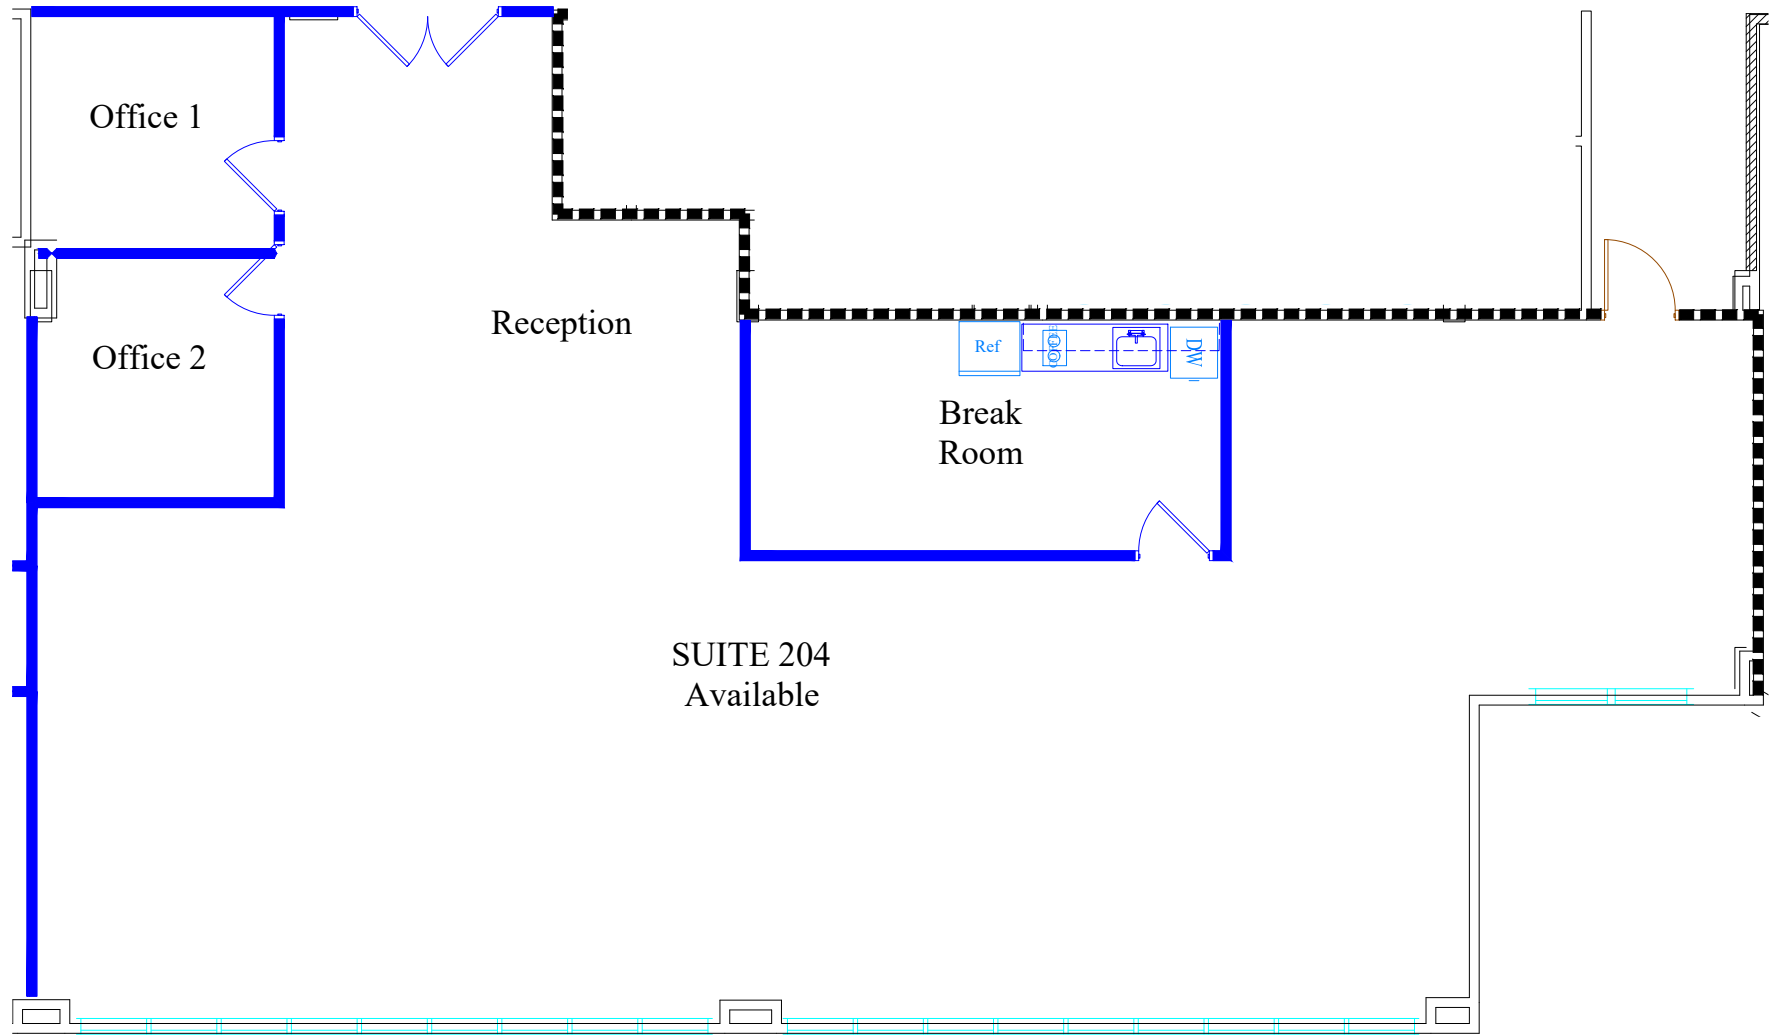 Office 1
Reception
Office 2
Ref
DW
Break
Room
SUITE 204
Available